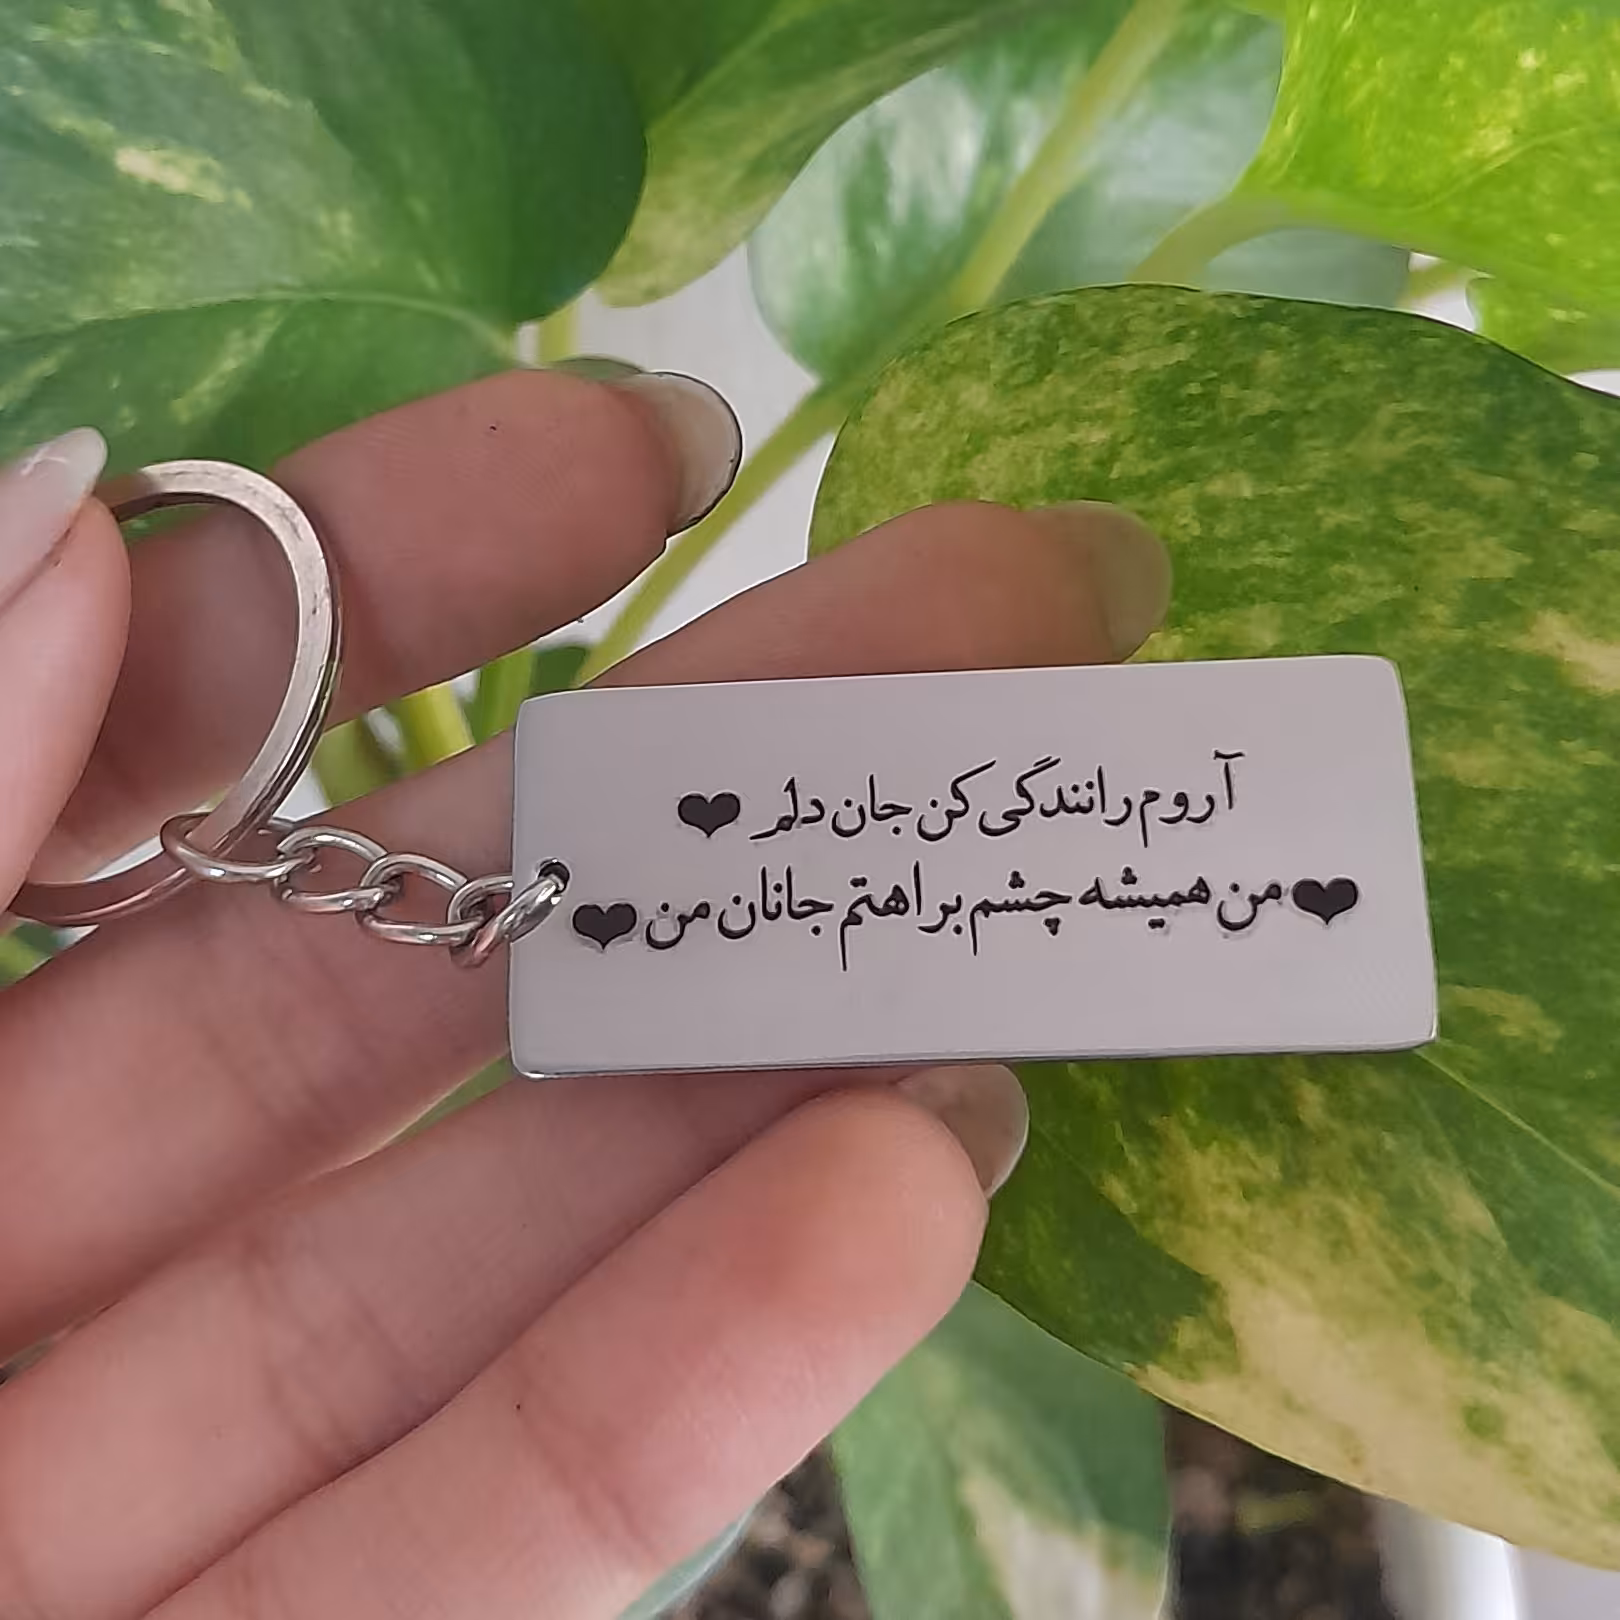 آروم رانندگی کن جان دلم ♥
♥ من همیشه چشم براهتم جانان من ♥